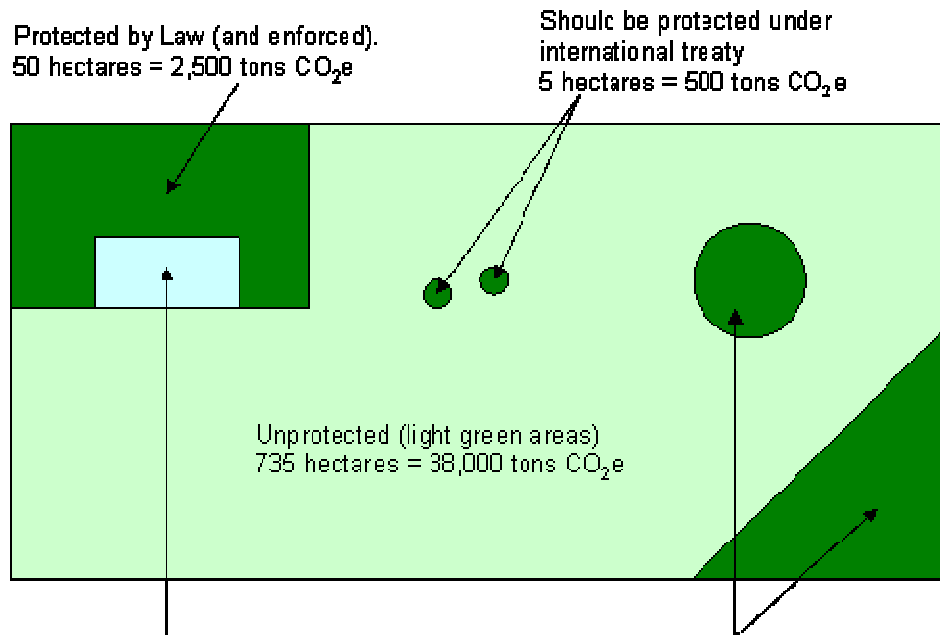 Protected by Law (and enforced).
50 hectares = 2,500 tons CO₂e
Should be protected under
international treaty
5 hectares = 500 tons CO₂e
Unprotected (light green areas)
735 hectares = 38,000 tons CO₂e